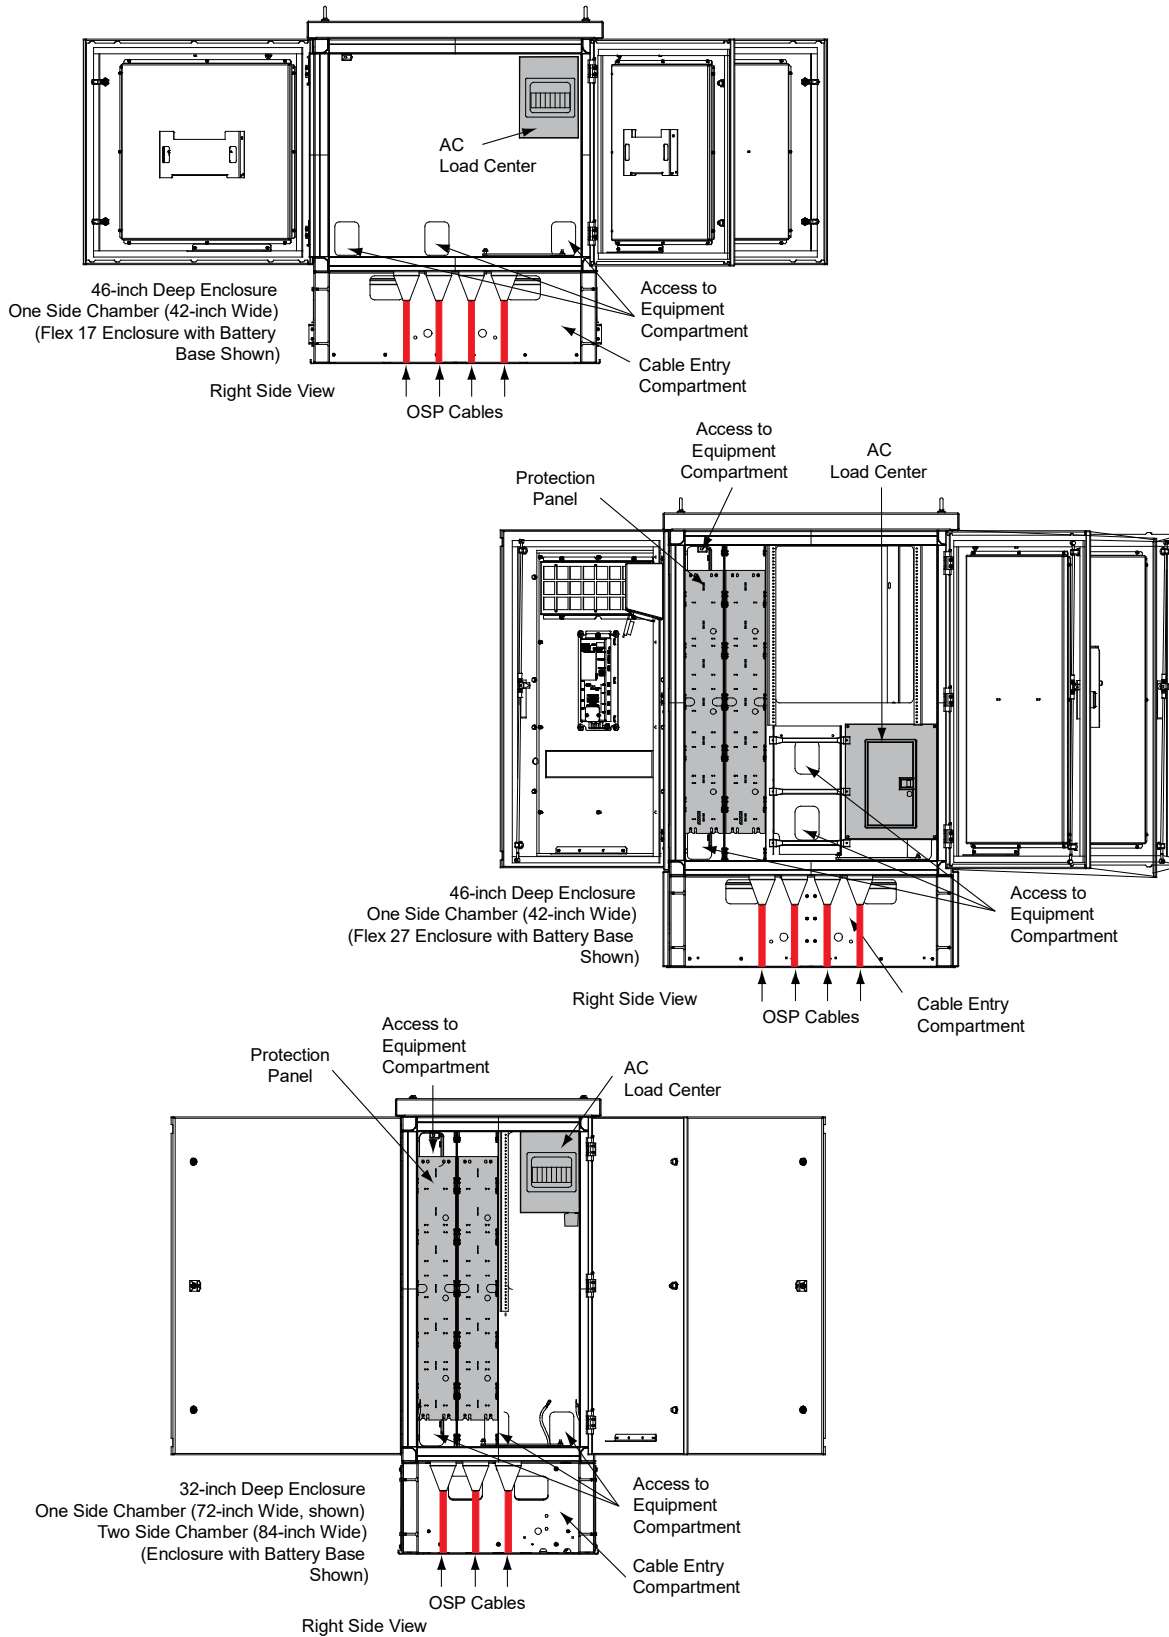 AC
Load Center
46-inch Deep Enclosure
One Side Chamber (42-inch Wide)
(Flex 17 Enclosure with Battery
Base Shown)
Right Side View
OSP Cables
Access to
Equipment
Compartment
Cable Entry
Compartment
Access to
Equipment
Compartment
AC
Load Center
Protection
Panel
46-inch Deep Enclosure
One Side Chamber (42-inch Wide)
(Flex 27 Enclosure with Battery Base
Shown)
Right Side View
OSP Cables
Access to
Equipment
Compartment
Cable Entry
Compartment
Access to
Equipment
Compartment
Protection
Panel
AC
Load Center
32-inch Deep Enclosure
One Side Chamber (72-inch Wide, shown)
Two Side Chamber (84-inch Wide)
(Enclosure with Battery Base
Shown)
Access to
Equipment
Compartment
Cable Entry
Compartment
OSP Cables
Right Side View